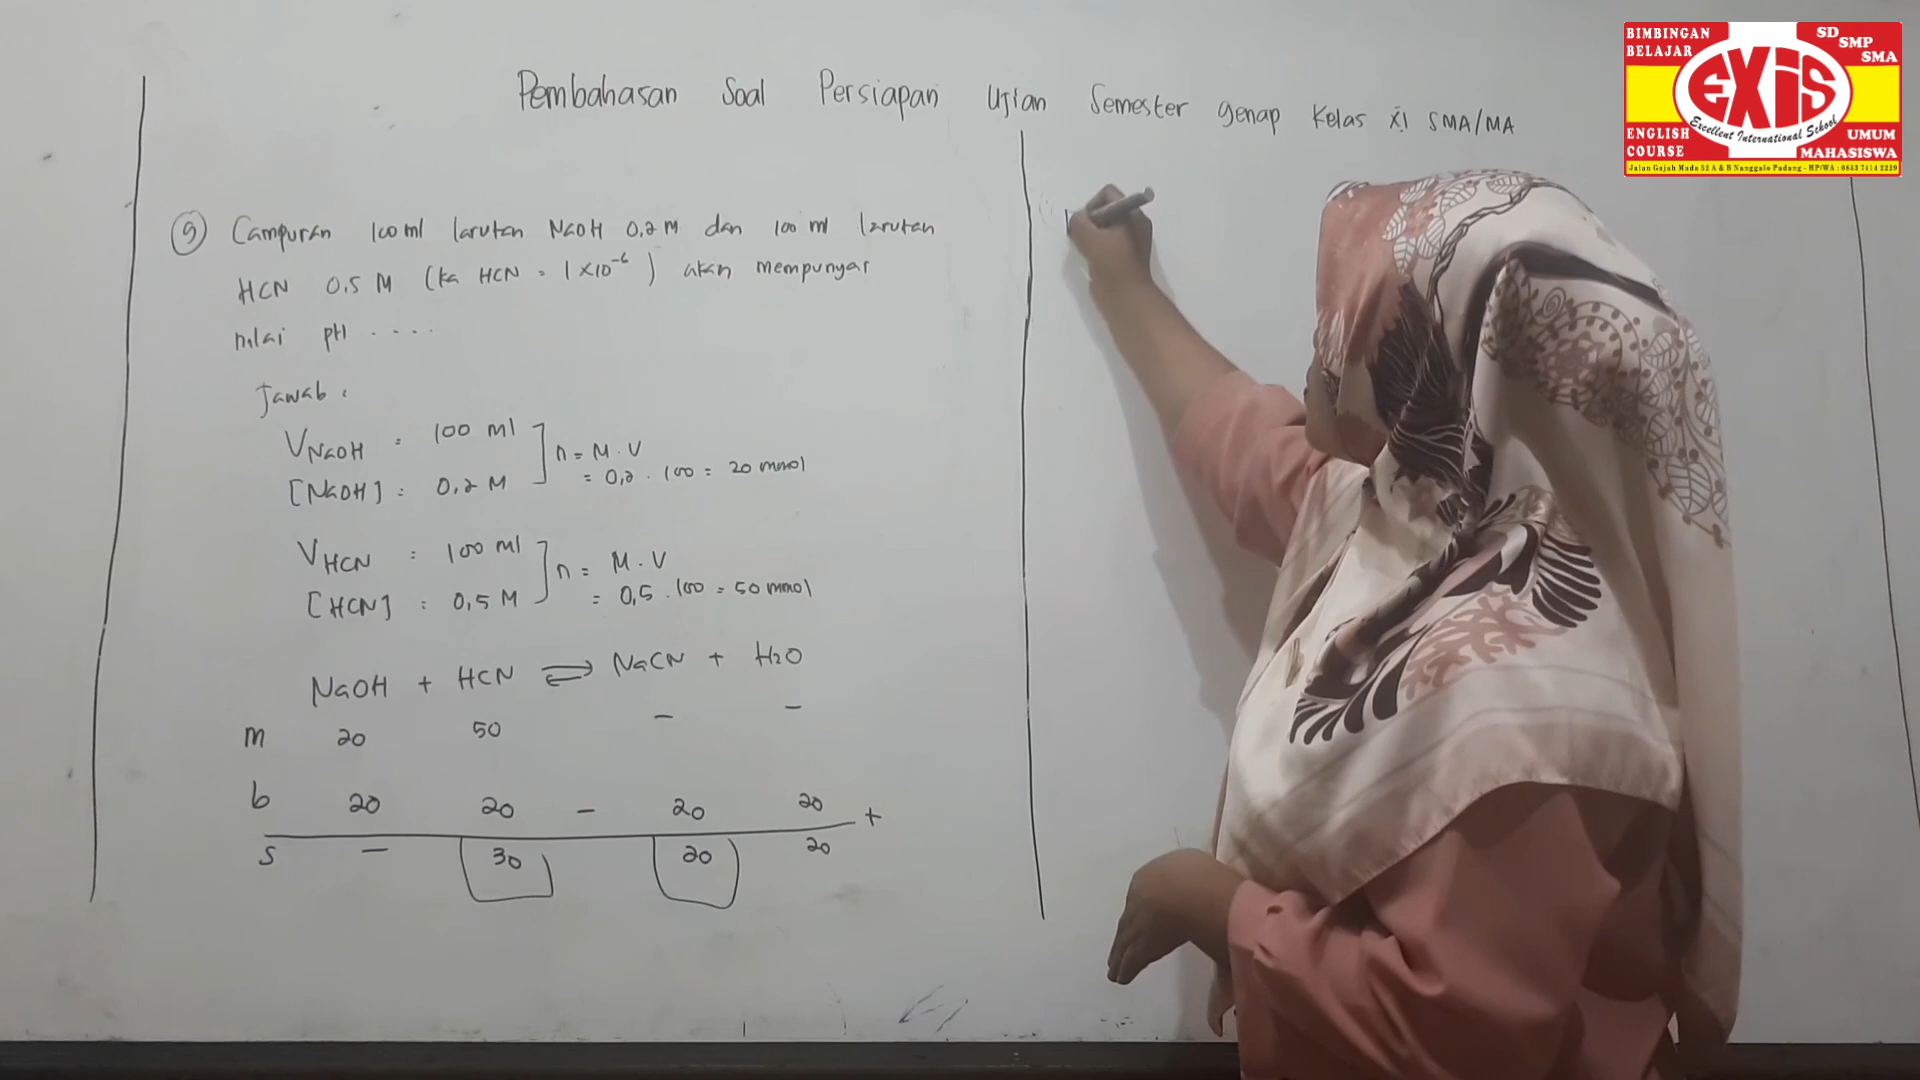 Pembahasan Soal Persiapan Ujian Semester genap Kelas XI SMA/MA
BIMBINGAN
BELAJAR
SD
SMP
SMA
EXIS
Excellent International School
ENGLISH
COURSE
UMUM
MAHASISWA
Jalan Gajah Mada 52 A & B Nanggalo Padang - HP/WA : 0853 7414 2229
9 Campuran 100 ml larutan NaOH 0,2 M dan 100 ml larutan
HCN 0.5 M (Ka HCN = 1 x 10⁻⁶) akan mempunyai
nilai pH ....
Jawab :
V NaOH = 100 ml
[NaOH] = 0,2 M
n = M . V
= 0,2 . 100 = 20 mmol
V HCN : 100 ml
[HCN] : 0,5 M
n = M . V
= 0,5 . 100 = 50 mmol
NaOH + HCN ⇌ NaCN + H₂O
m 20 50 - -
b 20 20 - 20 20 +
s - 30 20 20